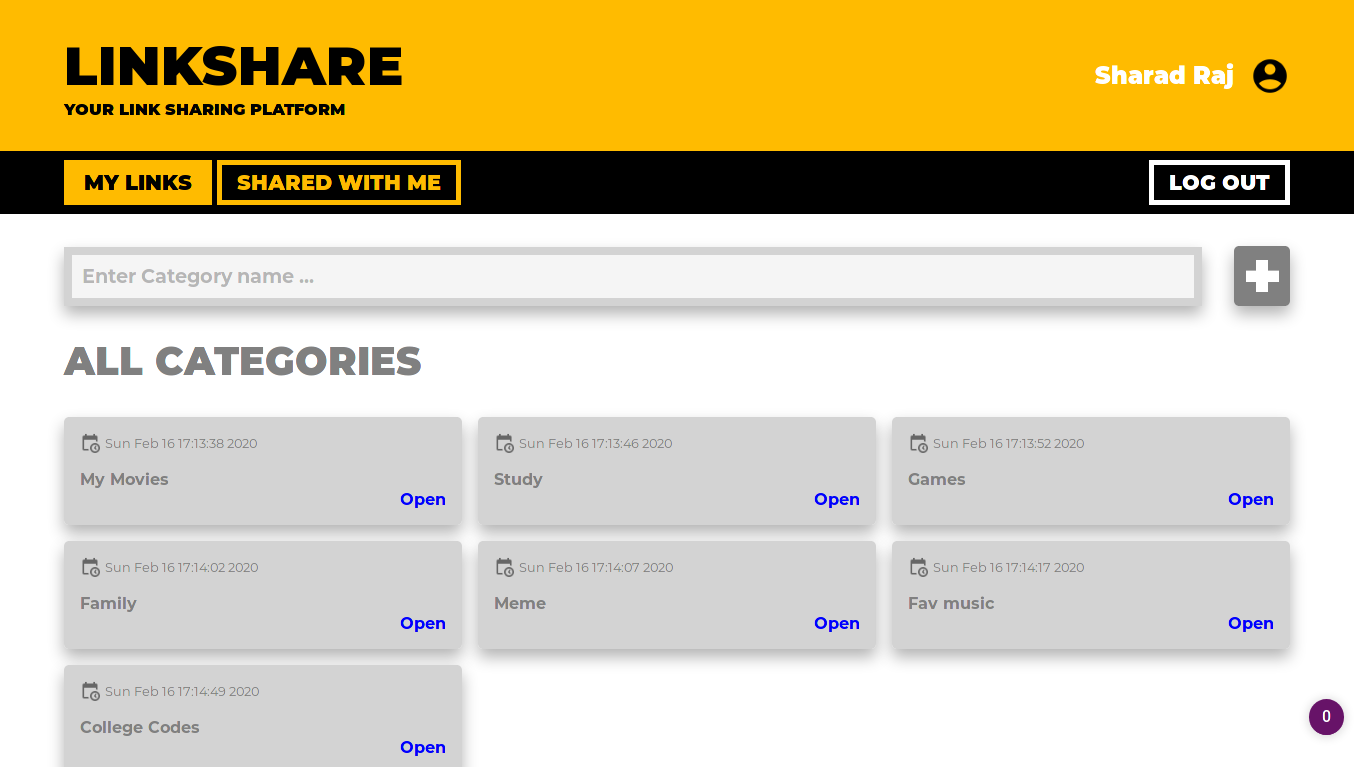 LINKSHARE
YOUR LINK SHARING PLATFORM
Sharad Raj
MY LINKS
SHARED WITH ME
LOG OUT
Enter Category name ...
ALL CATEGORIES
Sun Feb 16 17:13:38 2020
My Movies
Open
Sun Feb 16 17:13:46 2020
Study
Open
Sun Feb 16 17:13:52 2020
Games
Open
Sun Feb 16 17:14:02 2020
Family
Open
Sun Feb 16 17:14:07 2020
Meme
Open
Sun Feb 16 17:14:17 2020
Fav music
Open
Sun Feb 16 17:14:49 2020
College Codes
Open
0